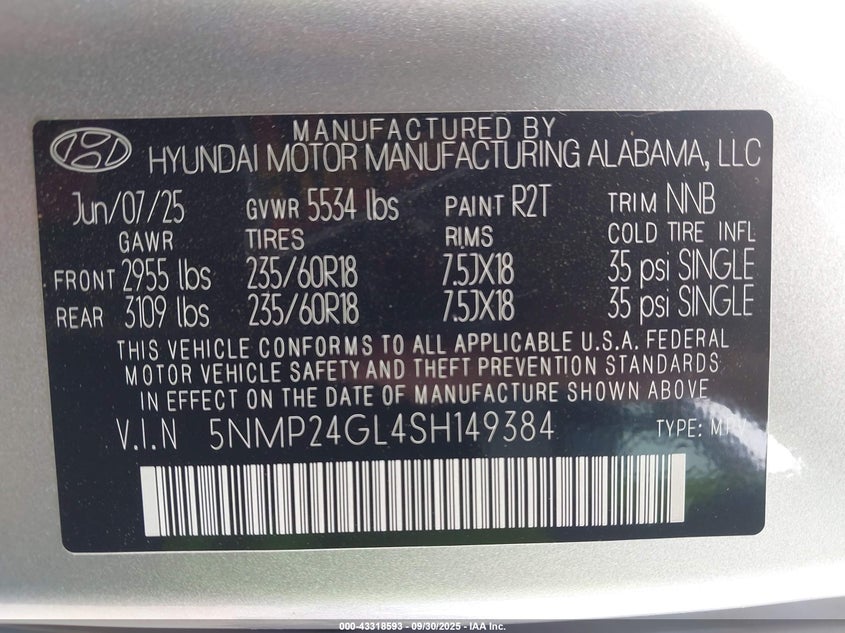 MANUFACTURED BY
HYUNDAI MOTOR MANUFACTURING ALABAMA, LLC
Jun/07/25 GVWR 5534 lbs PAINT R2T TRIM NNB
GAWR TIRES RIMS COLD TIRE INFL
FRONT 2955 lbs 235/60R18 7.5JX18 35 psi SINGLE
REAR 3109 lbs 235/60R18 7.5JX18 35 psi SINGLE
THIS VEHICLE CONFORMS TO ALL APPLICABLE U.S.A. FEDERAL
MOTOR VEHICLE SAFETY AND THEFT PREVENTION STANDARDS
IN EFFECT ON THE DATE OF MANUFACTURE SHOWN ABOVE
V.I.N 5NMP24GL4SH149384 TYPE: MPV
000-43318593 - 09/30/2025 - IAA Inc.